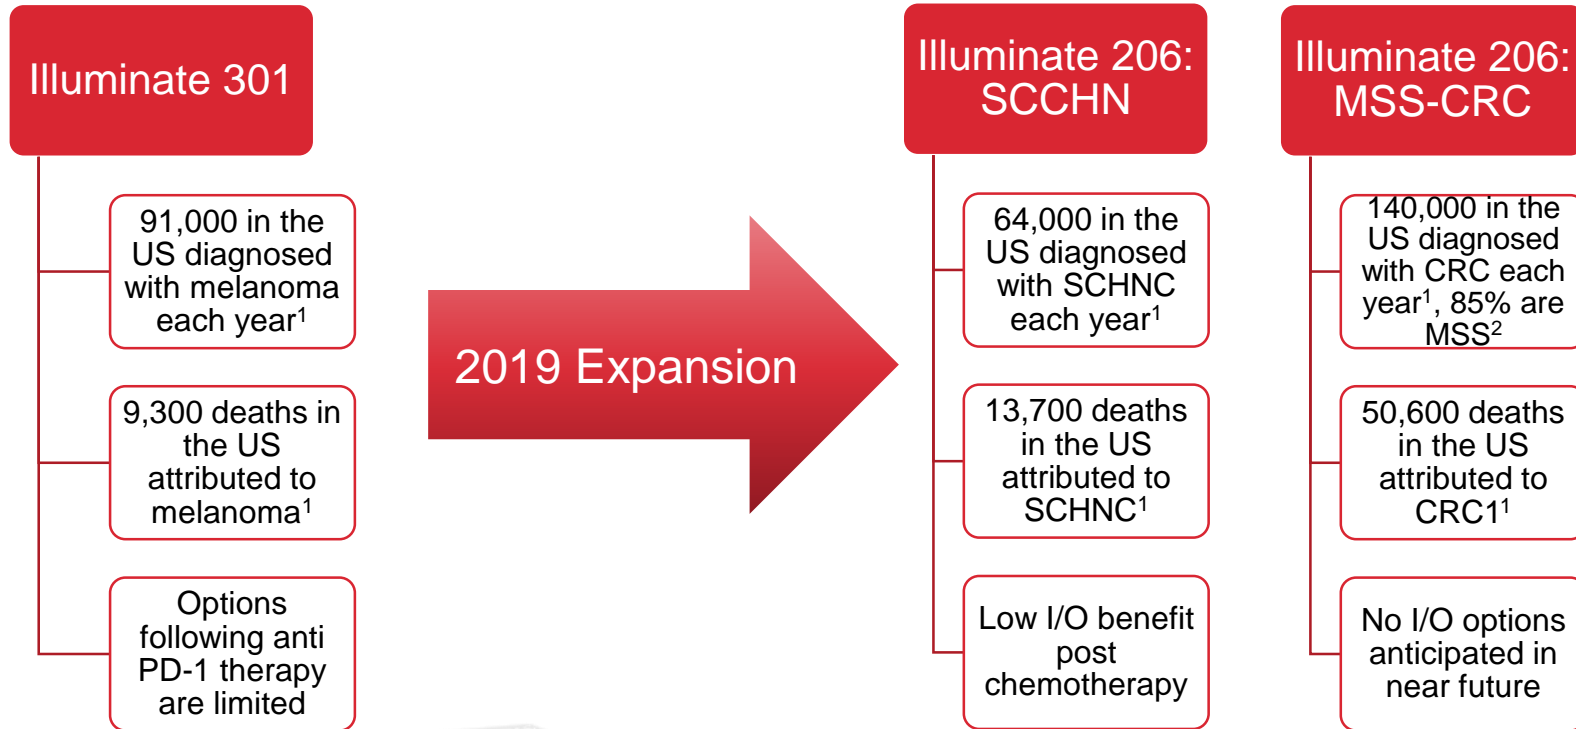 Illuminate 301
91,000 in the
US diagnosed
with melanoma
each year¹
9,300 deaths in
the US
attributed to
melanoma¹
Options
following anti
PD-1 therapy
are limited
2019 Expansion
Illuminate 206:
SCCHN
64,000 in the
US diagnosed
with SCHNC
each year¹
13,700 deaths
in the US
attributed to
SCHNC¹
Low I/O benefit
post
chemotherapy
Illuminate 206:
MSS-CRC
140,000 in the
US diagnosed
with CRC each
year¹, 85% are
MSS²
50,600 deaths
in the US
attributed to
CRC1¹
No I/O options
anticipated in
near future